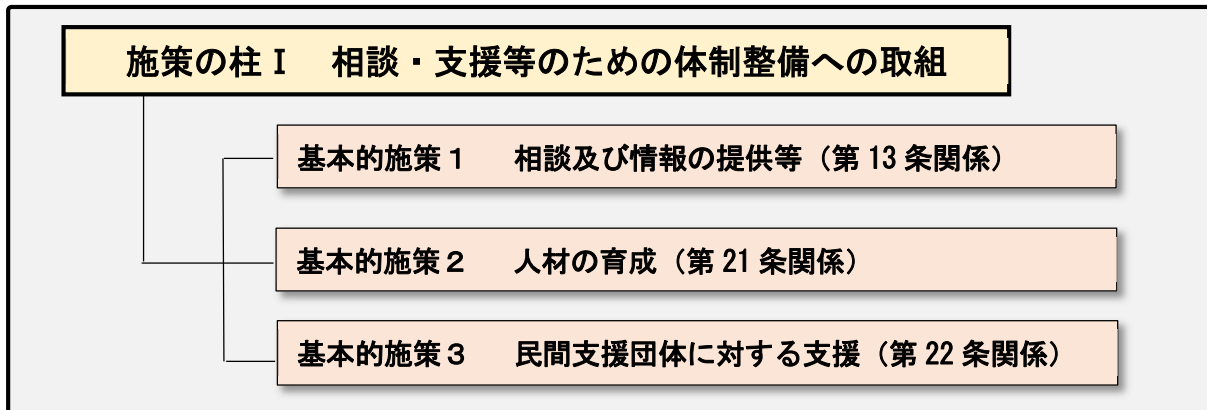 施策の柱Ⅰ 相談・支援等のための体制整備への取組
基本的施策1 相談及び情報の提供等（第 13 条関係）
基本的施策2 人材の育成（第 21 条関係）
基本的施策3 民間支援団体に対する支援（第 22 条関係）